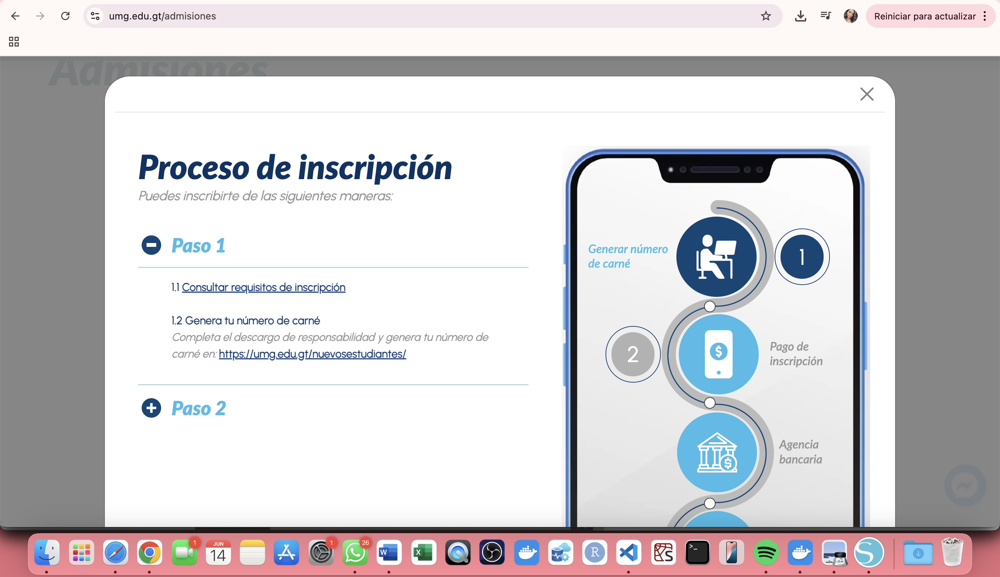 umg.edu.gt/admisiones
Reiniciar para actualizar
Admisiones
Proceso de inscripción
Puedes inscribirte de las siguientes maneras:
Paso 1
1.1 Consultar requisitos de inscripción
1.2 Genera tu número de carné
Completa el descargo de responsabilidad y genera tu número de
carné en: https://umg.edu.gt/nuevosestudiantes/
Paso 2
Generar número
de carné
1
2
$
Pago de
inscripción
$
Agencia
bancaria
1
JUN
14
1
26
W
X
R
S
>_
S